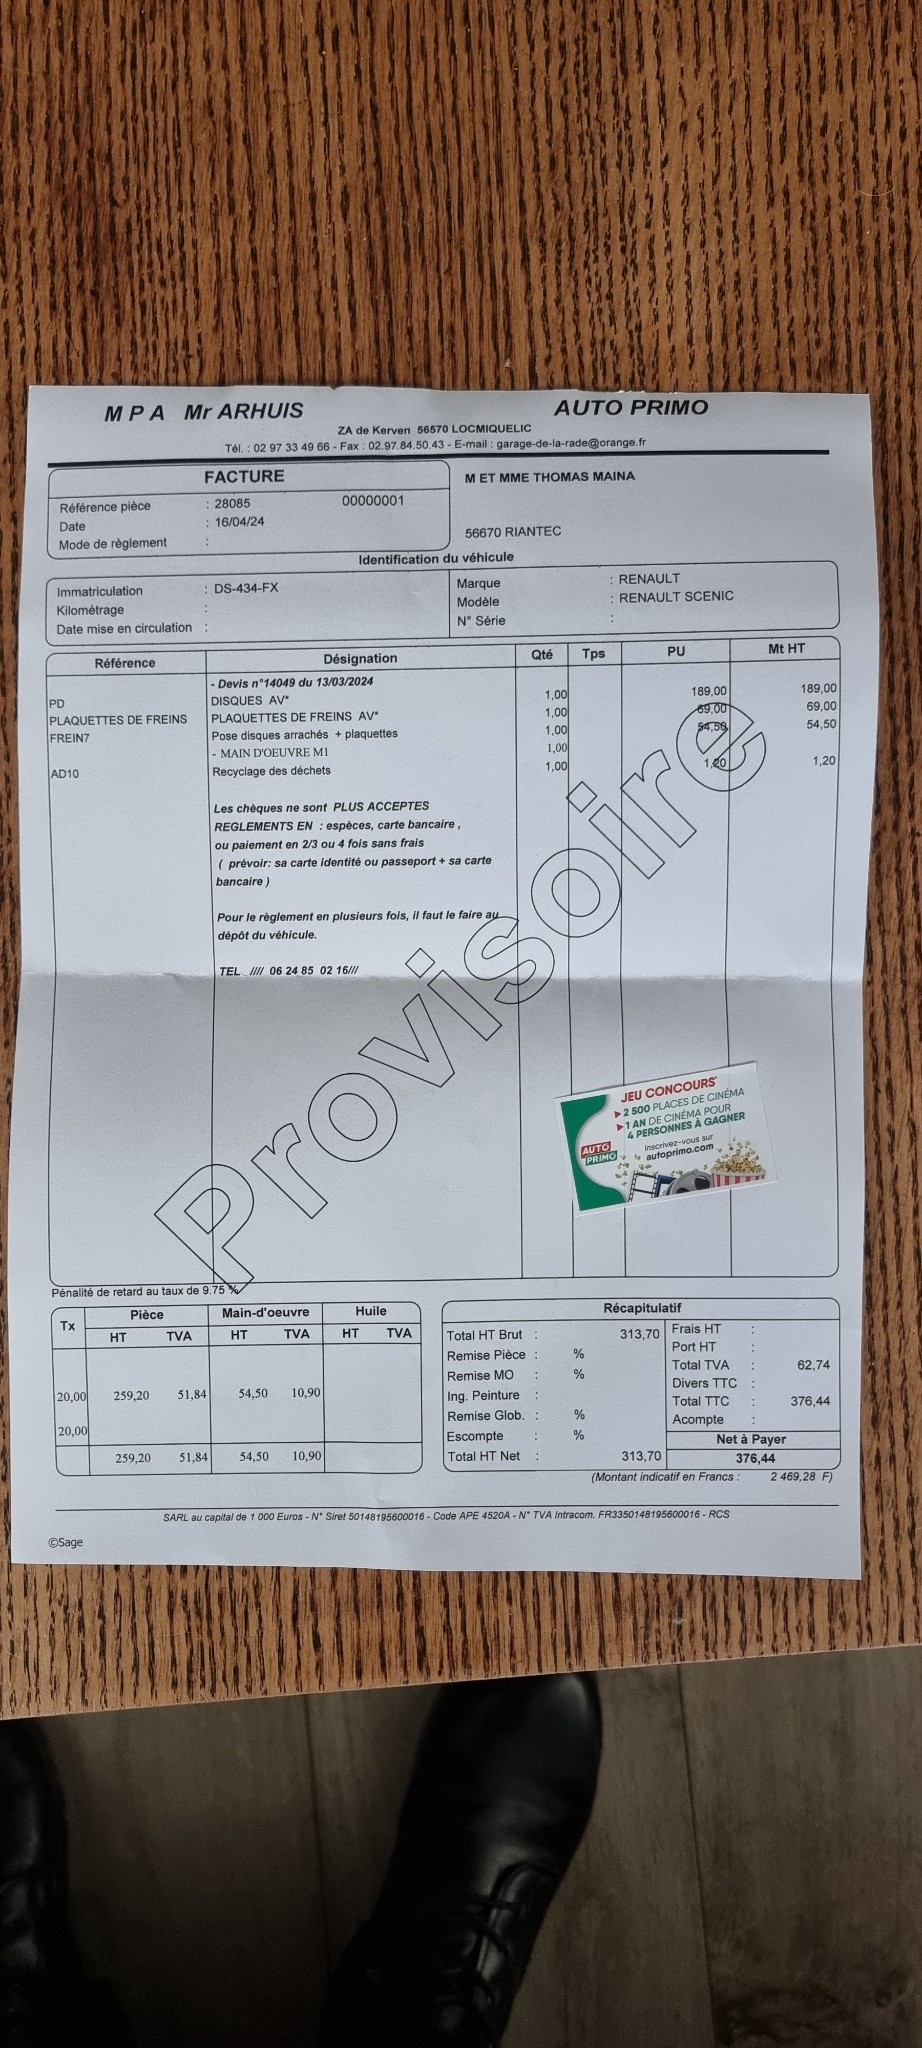 M P A Mr ARHUIS AUTO PRIMO
ZA de Kerven 56570 LOCMIQUELIC
Tél. : 02 97 33 49 66 - Fax : 02.97.84.50.43 - E-mail : garage-de-la-rade@orange.fr
FACTURE
Référence pièce : 28085 00000001
Date : 16/04/24
Mode de règlement :
M ET MME THOMAS MAINA
56670 RIANTEC
Identification du véhicule
Immatriculation : DS-434-FX
Kilométrage :
Date mise en circulation :
Marque : RENAULT
Modèle : RENAULT SCENIC
N° Série :
Référence Désignation Qté Tps PU Mt HT
- Devis n°14049 du 13/03/2024
PD DISQUES AV* 1,00 189,00 189,00
PLAQUETTES DE FREINS PLAQUETTES DE FREINS AV* 1,00 69,00 69,00
FREIN7 Pose disques arrachés + plaquettes 1,00 54,50 54,50
- MAIN D'OEUVRE M1 1,00
AD10 Recyclage des déchets 1,00 1,20 1,20
Les chèques ne sont PLUS ACCEPTES
REGLEMENTS EN : espèces, carte bancaire ,
ou paiement en 2/3 ou 4 fois sans frais
( prévoir: sa carte identité ou passeport + sa carte
bancaire )
Pour le règlement en plusieurs fois, il faut le faire au
dépôt du véhicule.
TEL //// 06 24 85 02 16///
Provisoire
JEU CONCOURS*
2 500 PLACES DE CINÉMA
1 AN DE CINÉMA POUR
4 PERSONNES À GAGNER
Inscrivez-vous sur
autoprimo.com
AUTO
PRIMO
Pénalité de retard au taux de 9.75 %
Tx Pièce Main-d'oeuvre Huile
HT TVA HT TVA HT TVA
20,00 259,20 51,84 54,50 10,90
20,00
259,20 51,84 54,50 10,90
Récapitulatif
Total HT Brut : 313,70
Remise Pièce : %
Remise MO : %
Ing. Peinture :
Remise Glob. : %
Escompte : %
Total HT Net : 313,70
Frais HT :
Port HT :
Total TVA : 62,74
Divers TTC :
Total TTC : 376,44
Acompte :
Net à Payer
376,44
(Montant indicatif en Francs : 2 469,28 F)
SARL au capital de 1 000 Euros - N° Siret 50148195600016 - Code APE 4520A - N° TVA Intracom. FR3350148195600016 - RCS
©Sage